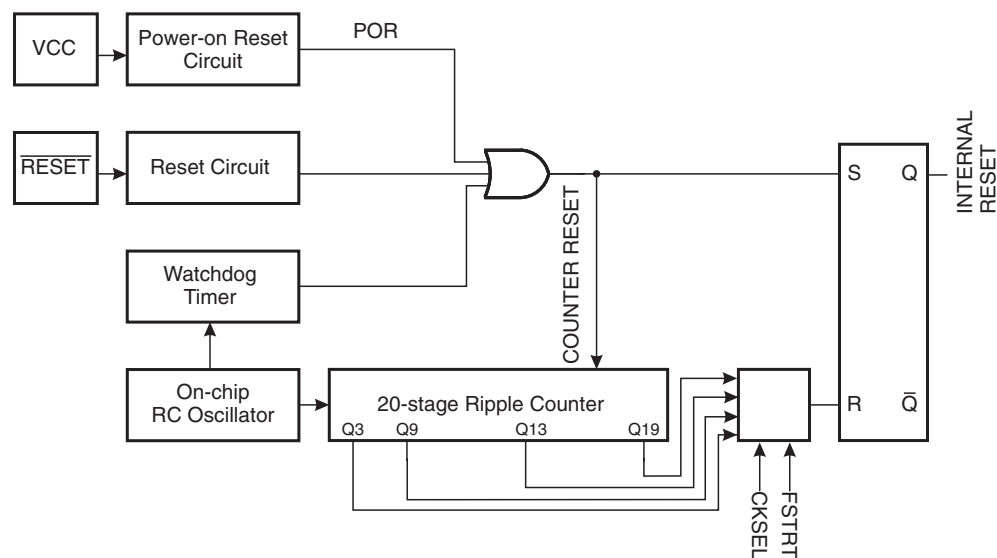 VCC
Power-on Reset
Circuit
POR
RESET
Reset Circuit
Watchdog
Timer
On-chip
RC Oscillator
COUNTER RESET
20-stage Ripple Counter
Q3
Q9
Q13
Q19
CKSEL
FSTRT
S
Q
R
Q̅
INTERNAL
RESET